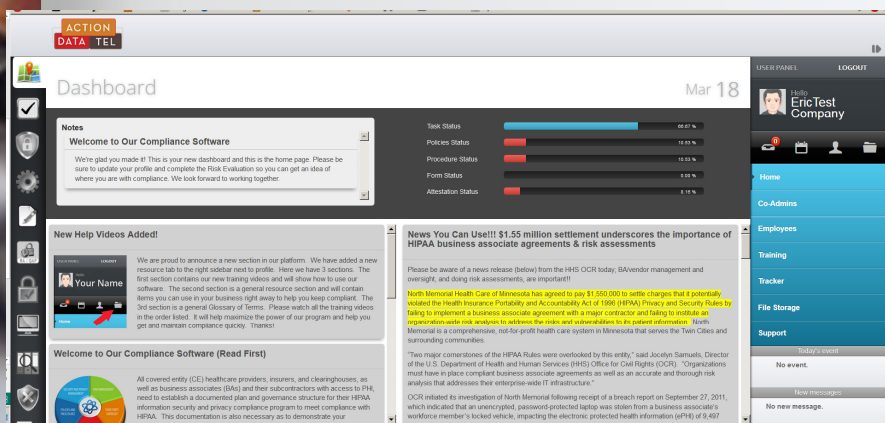 ACTION
DATA TEL
USER PANEL LOGOUT
Dashboard
Mar 18
Hello
EricTest
Company
Notes
Welcome to Our Compliance Software
We're glad you made it! This is your new dashboard and this is the home page. Please be
sure to update your profile and complete the Risk Evaluation so you can get an idea of
where you are with compliance. We look forward to working together.
Task Status 66.67 %
Policies Status 10.53 %
Procedure Status 10.53 %
Form Status 0.00 %
Attestation Status
0
Home
Co-Admins
Employees
Training
Tracker
File Storage
Support
Today's event
No event.
New messages
No new message.
New Help Videos Added!
USER PANEL LOGOUT
Hello
Your Name
Home
We are proud to announce a new section in our platform. We have added a new
resource tab to the right sidebar next to profile. Here we have 3 sections. The
first section contains our new training videos and will show how to use our
software. The second section is a general resource section and will contain
items you can use in your business right away to help you keep compliant. The
3rd section is a general Glossary of Terms. Please watch all the training videos
in the order listed. It will help maximize the power of our program and help you
get and maintain compliance quickly. Thanks!
Welcome to Our Compliance Software (Read First)
All covered entity (CE) healthcare providers, insurers, and clearinghouses, as
well as business associates (BAs) and their subcontractors with access to PHI,
need to establish a documented plan and governance structure for their HIPAA
information security and privacy compliance program to meet compliance with
HIPAA. This documentation is also necessary as to demonstrate your
News You Can Use!!! $1.55 million settlement underscores the importance of
HIPAA business associate agreements & risk assessments
Please be aware of a news release (below) from the HHS OCR today; BA/vendor management and
oversight, and doing risk assessments, are important!!
North Memorial Health Care of Minnesota has agreed to pay $1,550,000 to settle charges that it potentially
violated the Health Insurance Portability and Accountability Act of 1996 (HIPAA) Privacy and Security Rules by
failing to implement a business associate agreement with a major contractor and failing to institute an
organization-wide risk analysis to address the risks and vulnerabilities to its patient information. North
Memorial is a comprehensive, not-for-profit health care system in Minnesota that serves the Twin Cities and
surrounding communities.
"Two major cornerstones of the HIPAA Rules were overlooked by this entity," said Jocelyn Samuels, Director
of the U.S. Department of Health and Human Services (HHS) Office for Civil Rights (OCR). "Organizations
must have in place compliant business associate agreements as well as an accurate and thorough risk
analysis that addresses their enterprise-wide IT infrastructure."
OCR initiated its investigation of North Memorial following receipt of a breach report on September 27, 2011,
which indicated that an unencrypted, password-protected laptop was stolen from a business associate's
workforce member's locked vehicle, impacting the electronic protected health information (ePHI) of 9,497